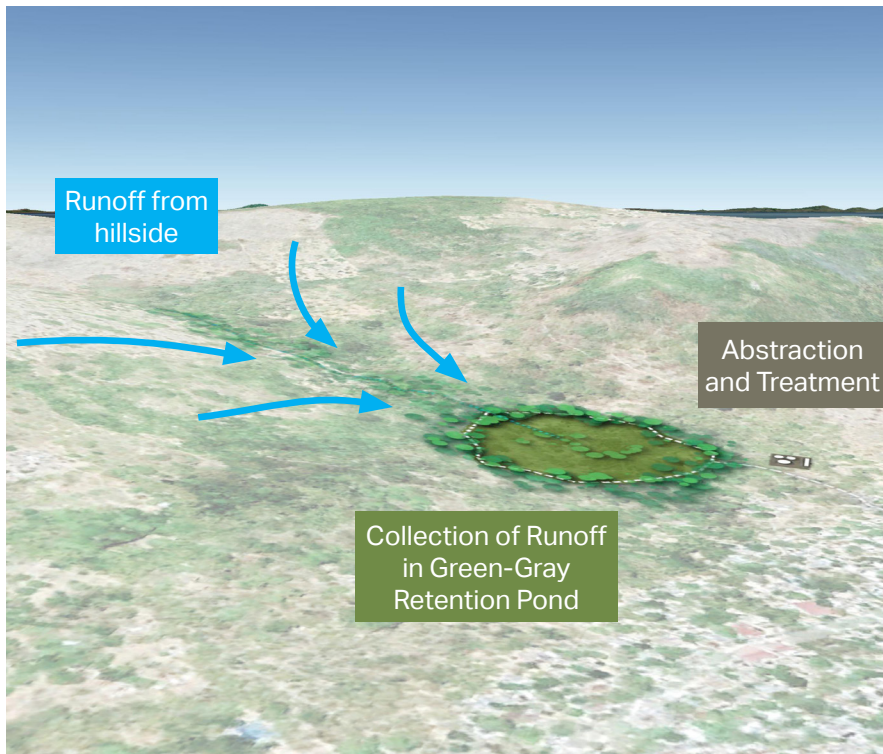 Runoff from
hillside
Abstraction
and Treatment
Collection of Runoff
in Green-Gray
Retention Pond